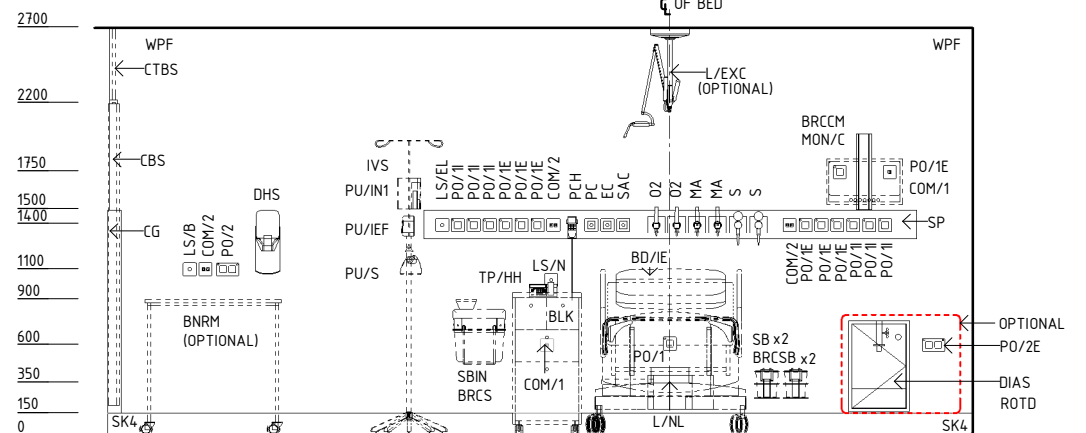 ℄ OF BED
2700
WPF
WPF
CTBS
L/EXC
(OPTIONAL)
2200
BRCCM
MON/C
CBS
IVS
1750
PO/1E
COM/1
DHS
PU/IN1
LS/EL
PO/1I
PO/1I
PO/1I
PO/1E
PO/1E
PO/1E
COM/2
PCH
PC
EC
SAC
O2
O2
MA
MA
S
S
1500
1400
SP
CG
PU/IEF
LS/B
COM/2
PO/2
COM/2
PO/1E
PO/1E
PO/1E
PO/1I
PO/1I
PO/1I
1100
PU/S
TP/HH
LS/N
BD/IE
900
BNRM
(OPTIONAL)
BLK
OPTIONAL
600
PO/1
SB x2
BRCSB x2
PO/2E
350
SBIN
BRCS
COM/1
DIAS
ROTD
150
SK4
L/NL
SK4
0